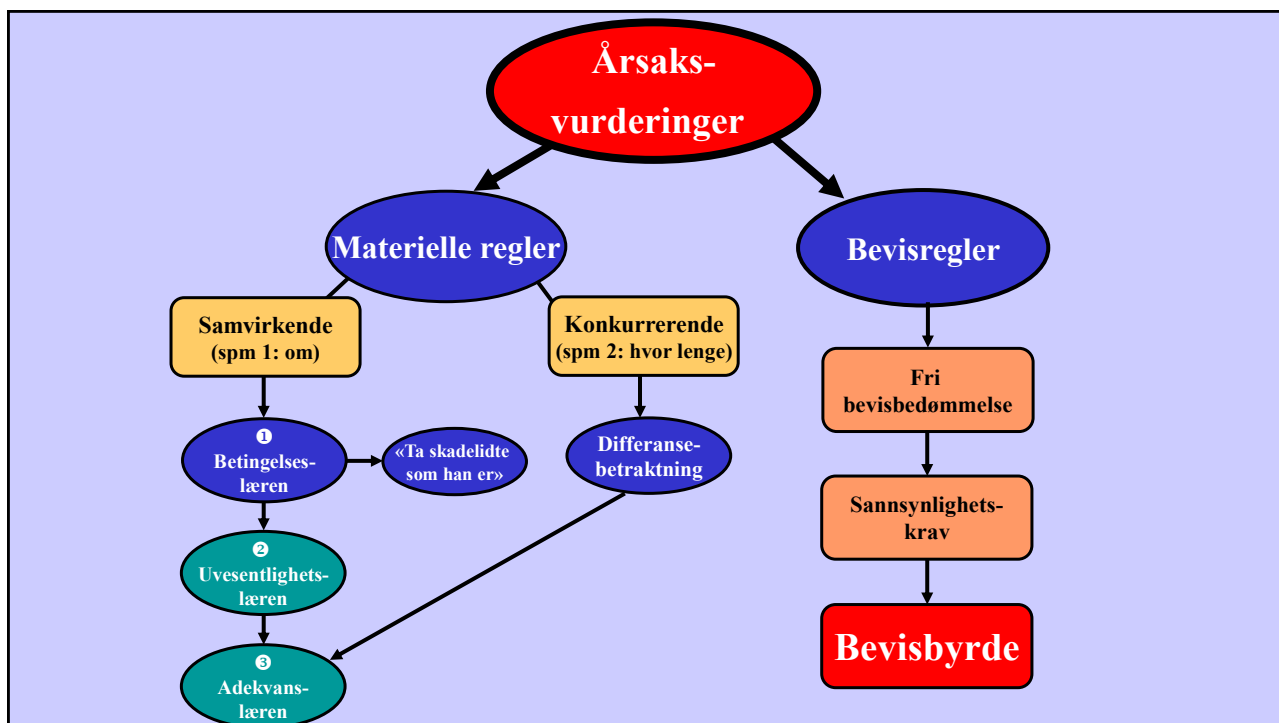 Årsaks-
vurderinger
Materielle regler
Bevisregler
Samvirkende
(spm 1: om)
Konkurrerende
(spm 2: hvor lenge)
Fri
bevisbedømmelse
❶
Betingelses-
læren
«Ta skadelidte
som han er»
Differanse-
betraktning
Sannsynlighets-
krav
❷
Uvesentlighets-
læren
Bevisbyrde
❸
Adekvans-
læren